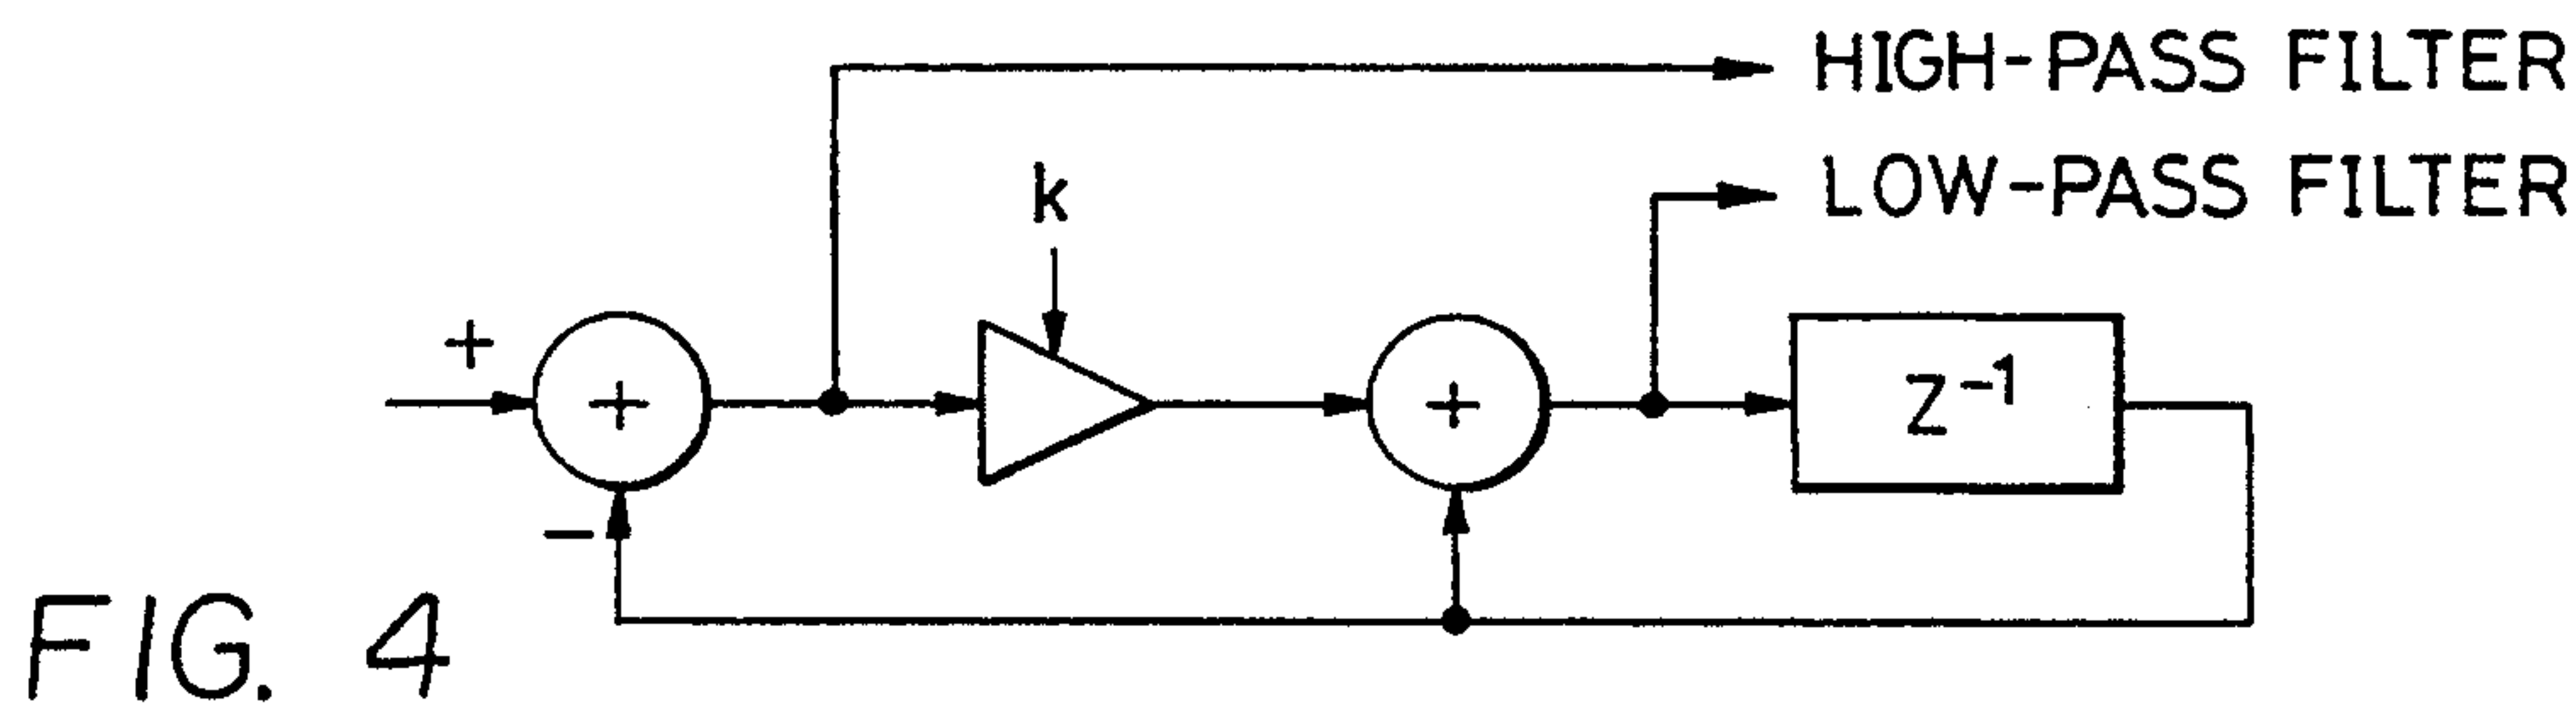 HIGH-PASS FILTER
LOW-PASS FILTER
k
+
+
+
Z⁻¹
−
FIG. 4